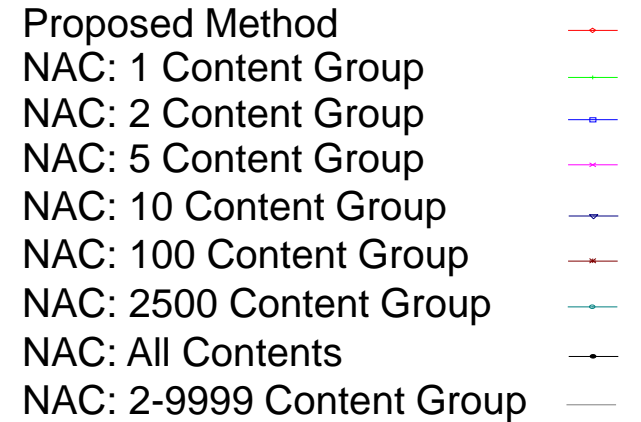 Proposed Method
NAC: 1 Content Group
NAC: 2 Content Group
NAC: 5 Content Group
NAC: 10 Content Group
NAC: 100 Content Group
NAC: 2500 Content Group
NAC: All Contents
NAC: 2-9999 Content Group